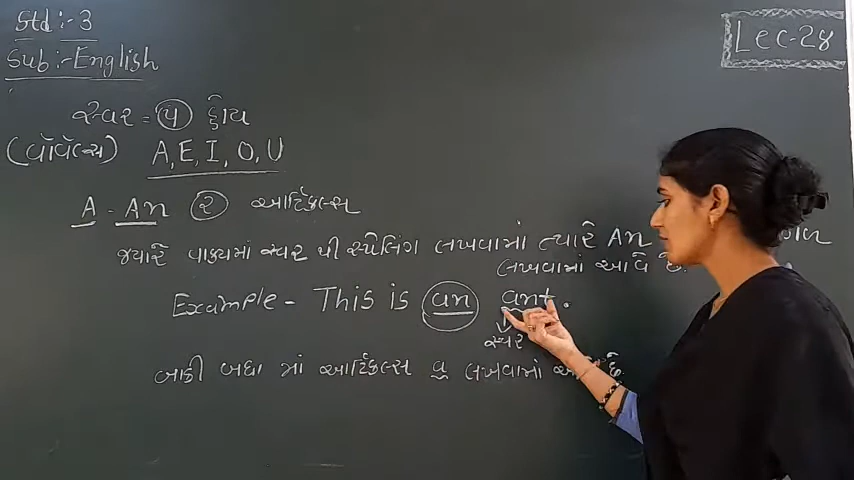 Std :- 3
Sub :- English
Lec-28
સ્વર = ૫ હોય
(વૉવેલ્સ) A, E, I, O, U
A - An ૨ આર્ટિકલ્સ
જ્યારે વાક્યમાં સ્વર થી સ્પેલિંગ લખવામાં ત્યારે An
લખવામાં આવે છે.
Example - This is an ant.
સ્વર
બાકી બધા માં આર્ટિકલ્સ a લખવામાં છે.